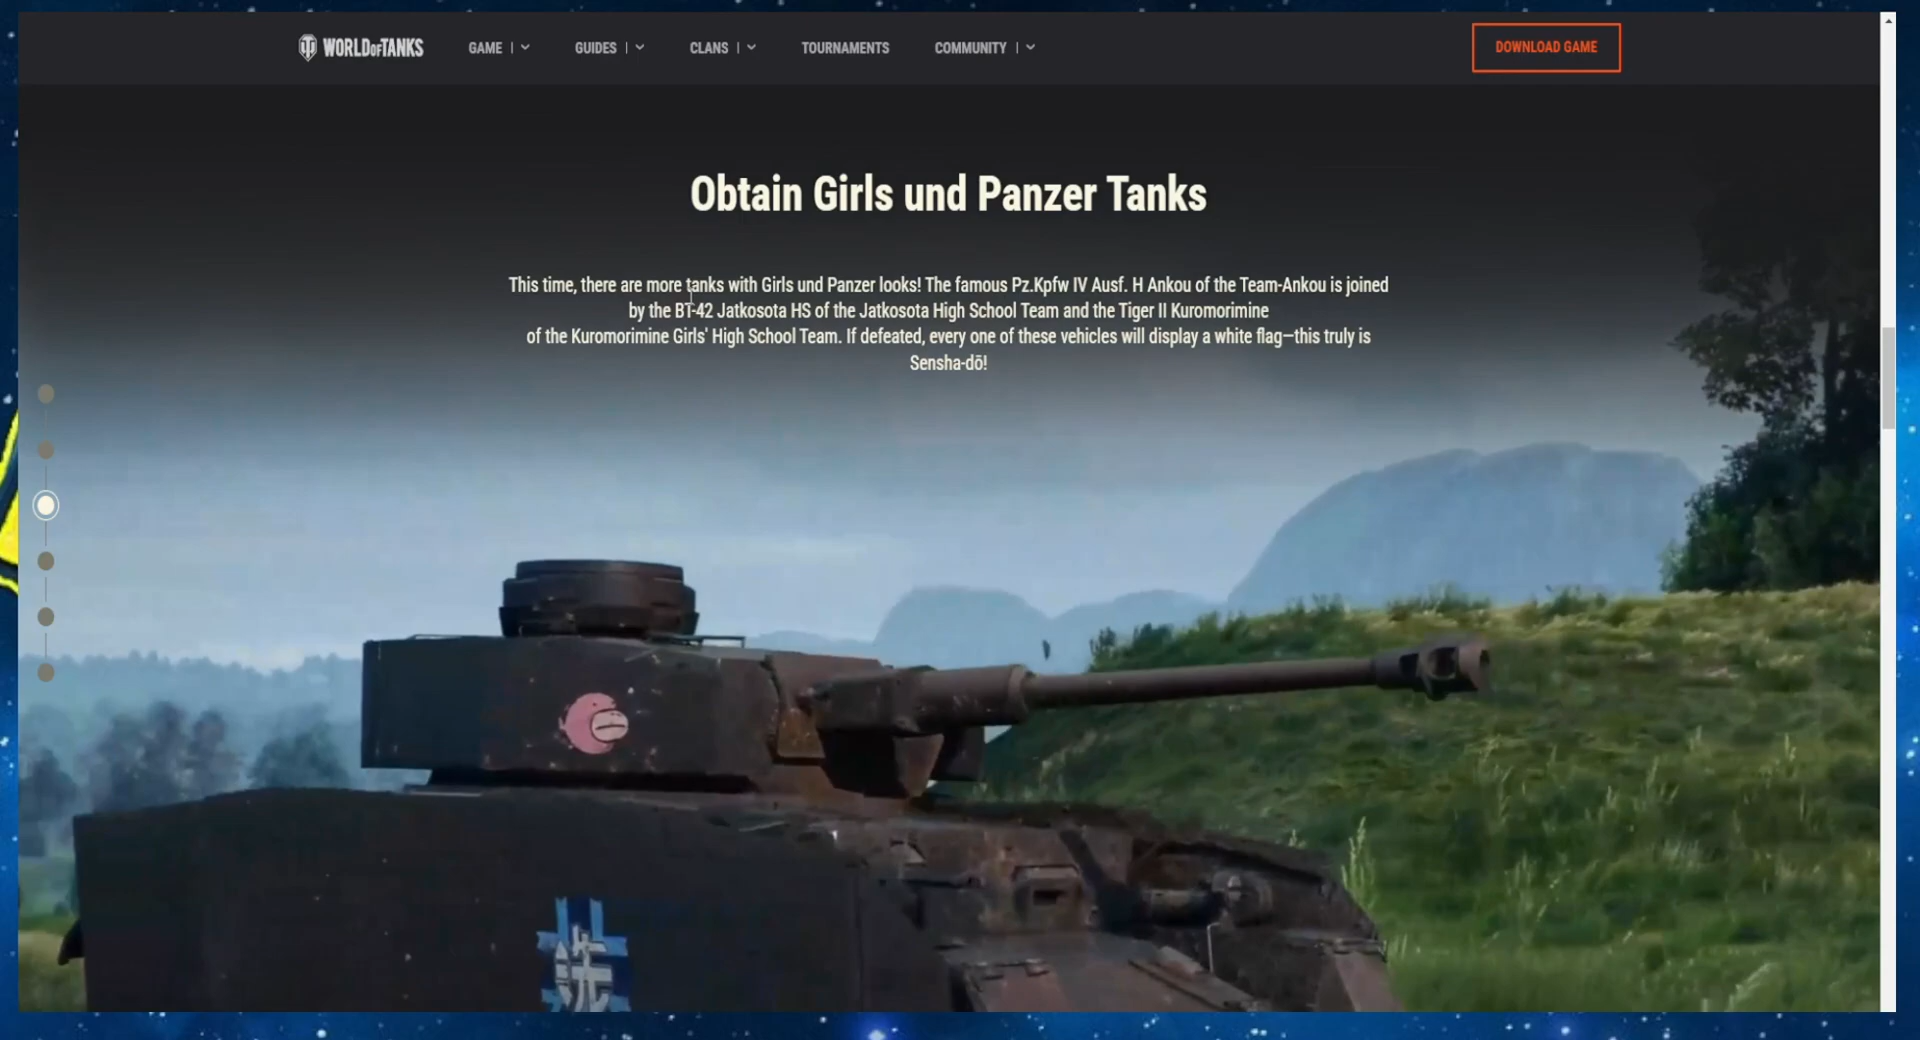 WORLD OF TANKS GAME GUIDES CLANS TOURNAMENTS COMMUNITY DOWNLOAD GAME
Obtain Girls und Panzer Tanks
This time, there are more tanks with Girls und Panzer looks! The famous Pz.Kpfw IV Ausf. H Ankou of the Team-Ankou is joined
by the BT-42 Jatkosota HS of the Jatkosota High School Team and the Tiger II Kuromorimine
of the Kuromorimine Girls' High School Team. If defeated, every one of these vehicles will display a white flag—this truly is
Sensha-dō!